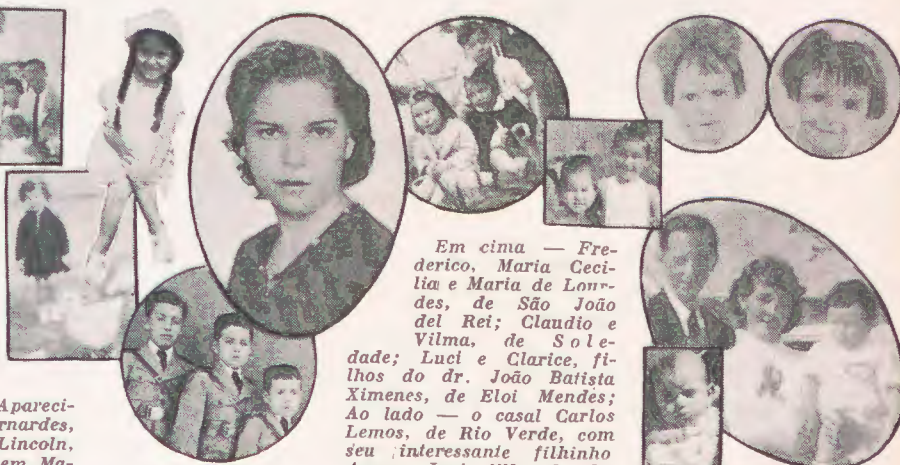 Apareci-
rnardes,
Lincoln,
em Ma-
Em cima — Fre-
derico, Maria Ceci-
lia e Maria de Lour-
des, de São João
del Rei; Claudio e
Vilma, de Sole-
dade; Luci e Clarice, fi-
lhos do dr. João Batista
Ximenes, de Eloi Mendes;
Ao lado — o casal Carlos
Lemos, de Rio Verde, com
seu interessante filhinho